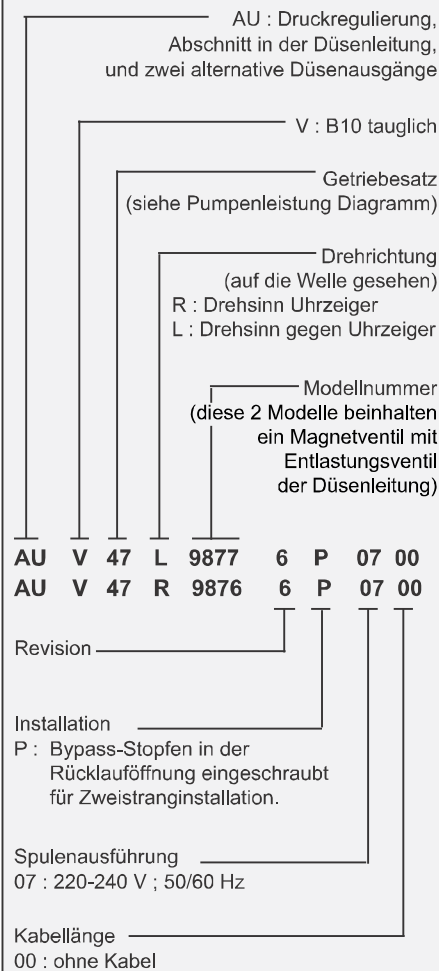 AU : Druckregulierung,
Abschnitt in der Düsenleitung,
und zwei alternative Düsenausgänge
V : B10 tauglich
Getriebesatz
(siehe Pumpenleistung Diagramm)
Drehrichtung
(auf die Welle gesehen)
R : Drehsinn Uhrzeiger
L : Drehsinn gegen Uhrzeiger
Modellnummer
(diese 2 Modelle beinhalten
ein Magnetventil mit
Entlastungsventil
der Düsenleitung)
AU V 47 L 9877 6 P 07 00
AU V 47 R 9876 6 P 07 00
Revision
Installation
P : Bypass-Stopfen in der
Rücklauföffnung eingeschraubt
für Zweistranginstallation.
Spulenausführung
07 : 220-240 V ; 50/60 Hz
Kabellänge
00 : ohne Kabel